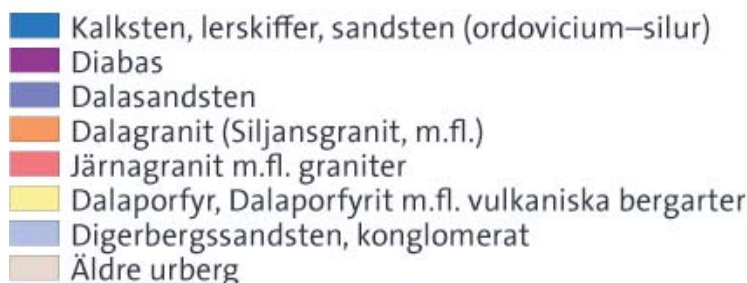 Kalksten, lerskiffer, sandsten (ordovicium–silur)
Diabas
Dalasandsten
Dalagranit (Siljansgranit, m.fl.)
Järnagranit m.fl. graniter
Dalaporfyr, Dalaporfyrit m.fl. vulkaniska bergarter
Digerbergssandsten, konglomerat
Äldre urberg